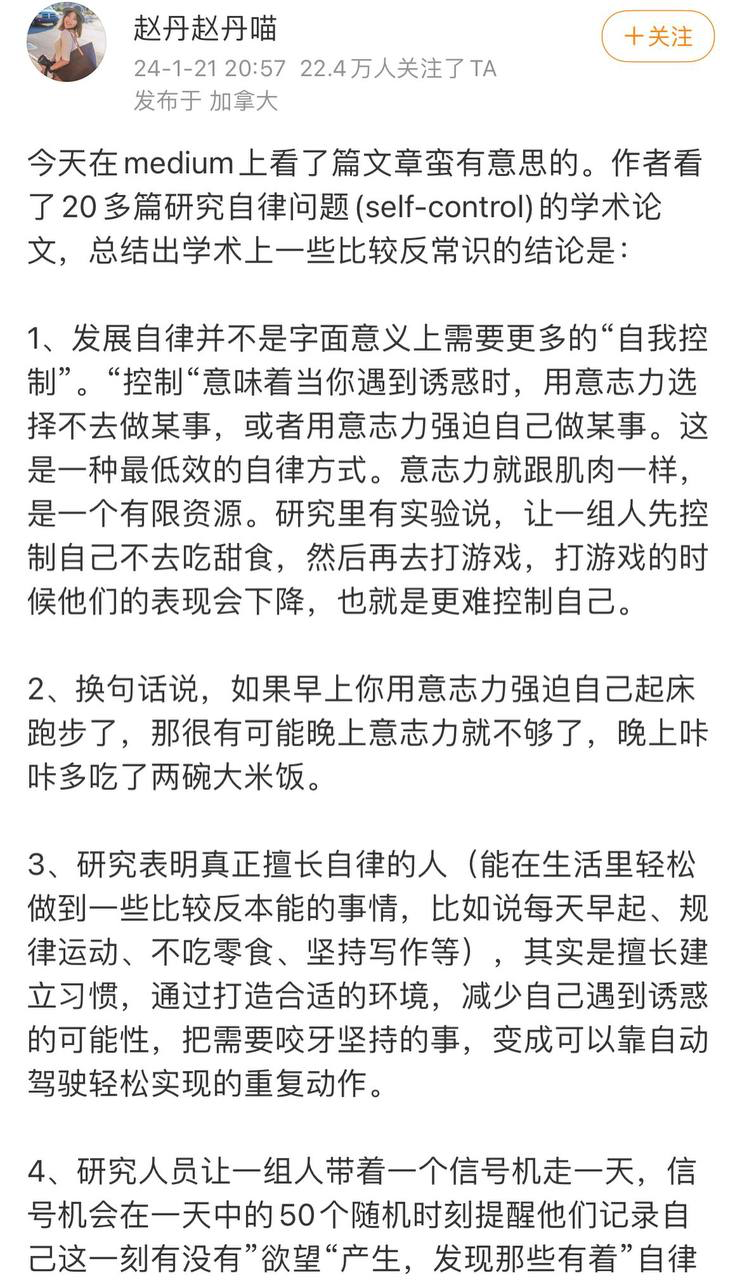 赵丹赵丹喵
＋关注
24-1-21 20:57 22.4万人关注了TA
发布于 加拿大
今天在medium上看了篇文章蛮有意思的。作者看
了20多篇研究自律问题(self-control)的学术论
文，总结出学术上一些比较反常识的结论是：
1、发展自律并不是字面意义上需要更多的“自我控
制”。“控制“意味着当你遇到诱惑时，用意志力选
择不去做某事，或者用意志力强迫自己做某事。这
是一种最低效的自律方式。意志力就跟肌肉一样，
是一个有限资源。研究里有实验说，让一组人先控
制自己不去吃甜食，然后再去打游戏，打游戏的时
候他们的表现会下降，也就是更难控制自己。
2、换句话说，如果早上你用意志力强迫自己起床
跑步了，那很有可能晚上意志力就不够了，晚上咔
咔多吃了两碗大米饭。
3、研究表明真正擅长自律的人（能在生活里轻松
做到一些比较反本能的事情，比如说每天早起、规
律运动、不吃零食、坚持写作等），其实是擅长建
立习惯，通过打造合适的环境，减少自己遇到诱惑
的可能性，把需要咬牙坚持的事，变成可以靠自动
驾驶轻松实现的重复动作。
4、研究人员让一组人带着一个信号机走一天，信
号机会在一天中的50个随机时刻提醒他们记录自
己这一刻有没有”欲望“产生，发现那些有着”自律